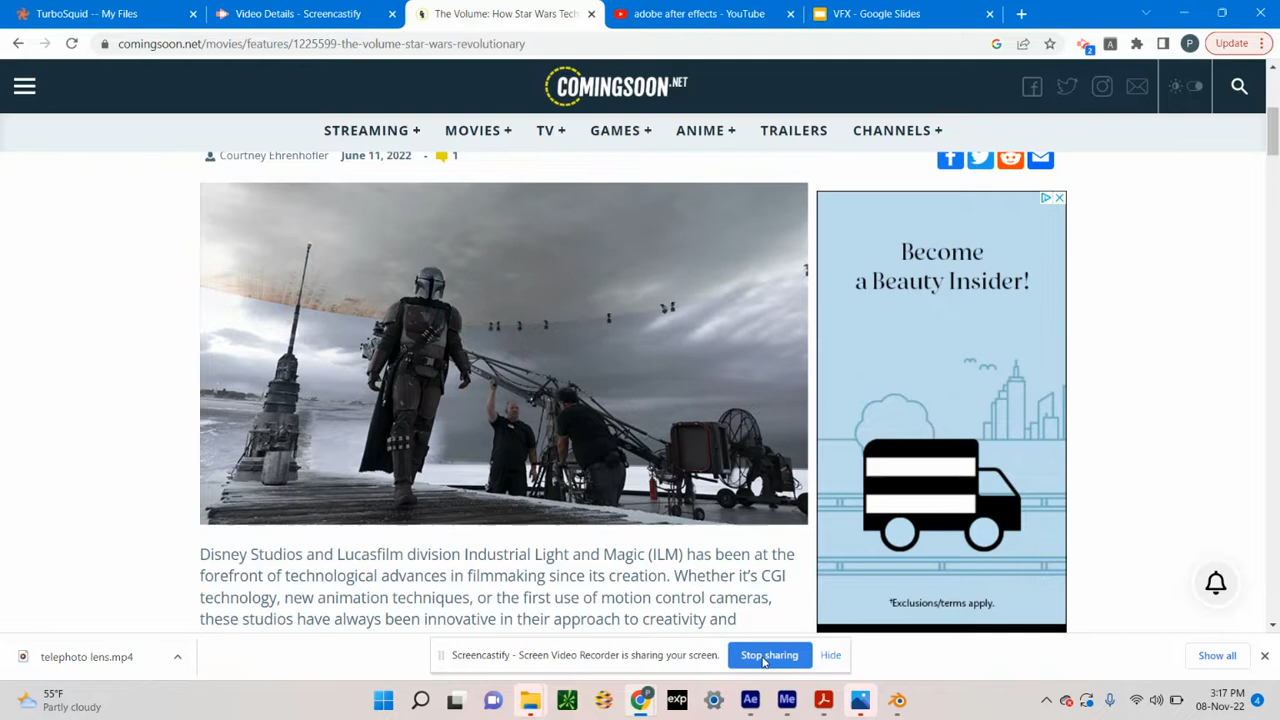 TurboSquid — My Files
Video Details - Screencastify
The Volume: How Star Wars Tech
adobe after effects - YouTube
VFX - Google Slides
comingsoon.net/movies/features/1225599-the-volume-star-wars-revolutionary
2
A
P
Update
COMINGSOON.NET
STREAMING + MOVIES + TV + GAMES + ANIME + TRAILERS CHANNELS +
Courtney Ehrenhofler June 11, 2022 - 1
Become
a Beauty Insider!
*Exclusions/terms apply.
Disney Studios and Lucasfilm division Industrial Light and Magic (ILM) has been at the
forefront of technological advances in filmmaking since its creation. Whether it's CGI
technology, new animation techniques, or the first use of motion control cameras,
these studios have always been innovative in their approach to creativity and
telephoto lens.mp4
Screencastify - Screen Video Recorder is sharing your screen. Stop sharing Hide
Show all
55°F
Partly cloudy
P
exp
Ae
Me
3:17 PM
08-Nov-22
4